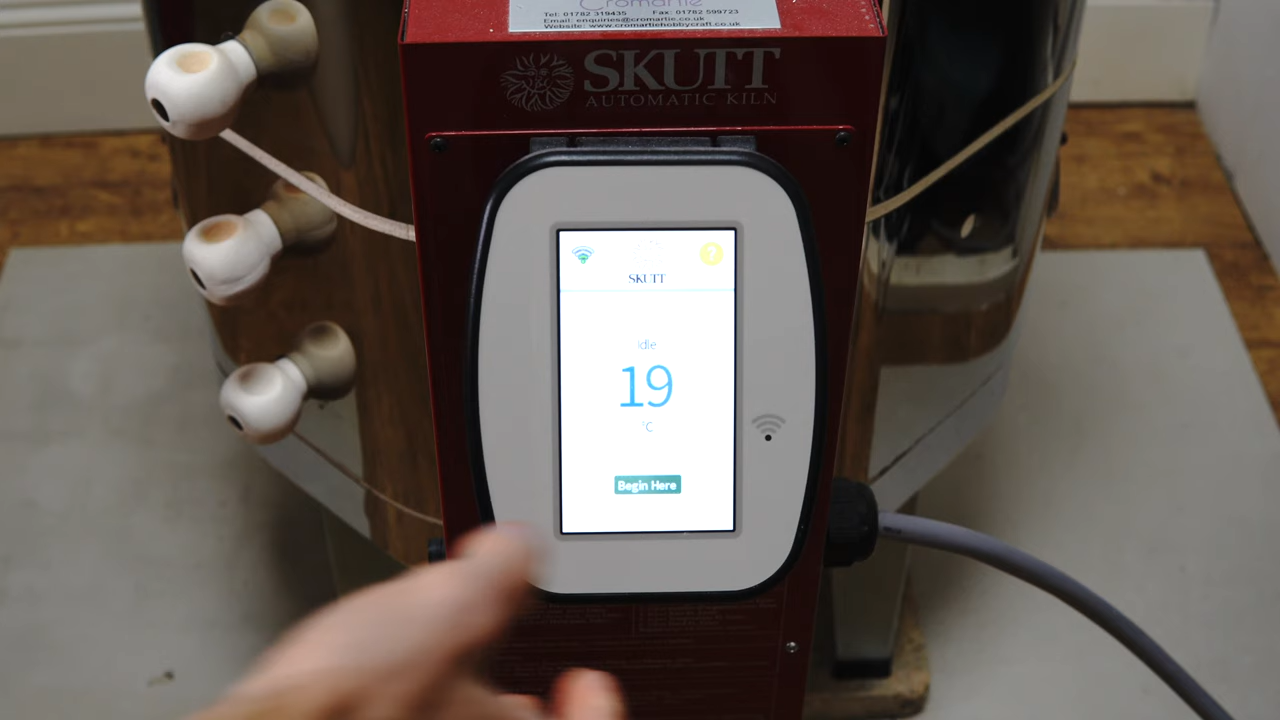 Cromartie
Tel: 01782 319435 Fax: 01782 599723
Email: enquiries@cromartie.co.uk
Website: www.cromartiehobbycraft.co.uk
SKUTT
AUTOMATIC KILN
?
SKUTT
Idle
19
°C
Begin Here